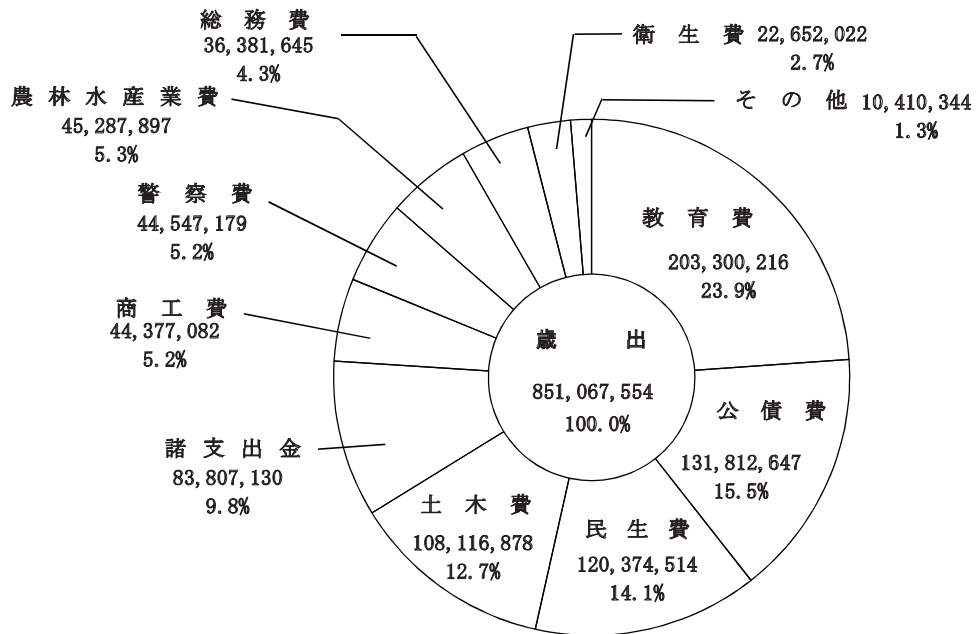 総務費
36,381,645
4.3%
衛生費 22,652,022
2.7%
その他 10,410,344
1.3%
農林水産業費
45,287,897
5.3%
警察費
44,547,179
5.2%
商工費
44,377,082
5.2%
諸支出金
83,807,130
9.8%
教育費
203,300,216
23.9%
歳出
851,067,554
100.0%
公債費
131,812,647
15.5%
土木費
108,116,878
12.7%
民生費
120,374,514
14.1%